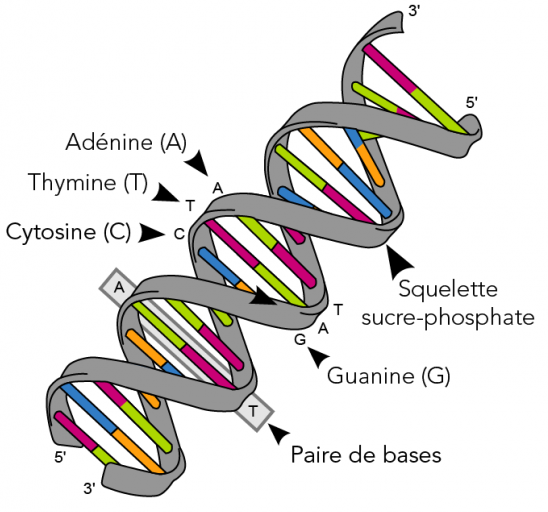 3'
5'
Adénine (A)
A
Thymine (T)
T
Cytosine (C)
C
A
Squelette
sucre-phosphate
T
A
G
Guanine (G)
T
Paire de bases
5'
3'